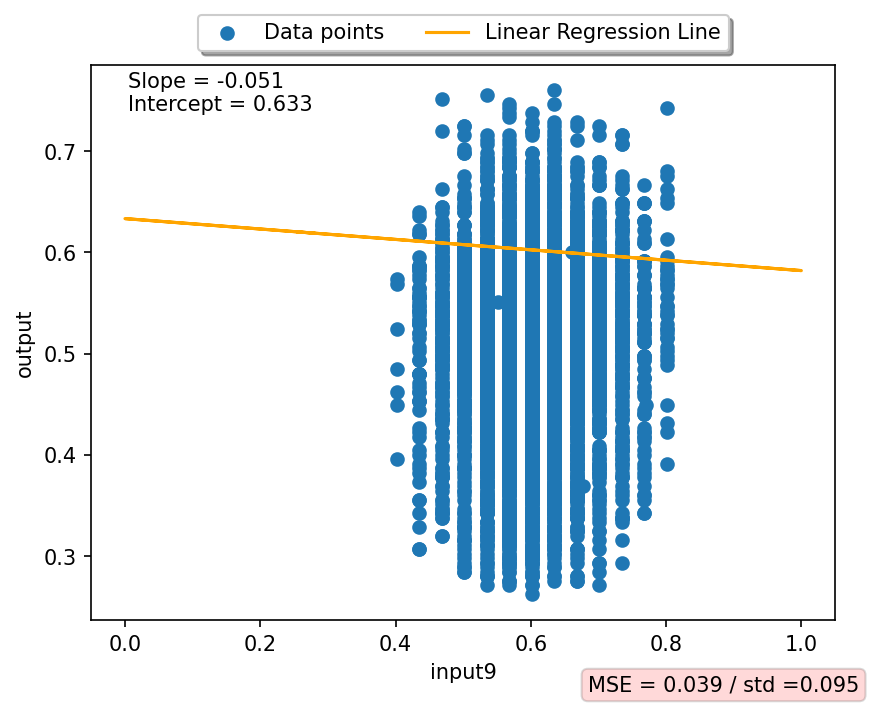 Data points
Linear Regression Line
Slope = -0.051
Intercept = 0.633
0.7
0.6
0.5
0.4
0.3
output
0.0
0.2
0.4
0.6
0.8
1.0
input9
MSE = 0.039 / std =0.095